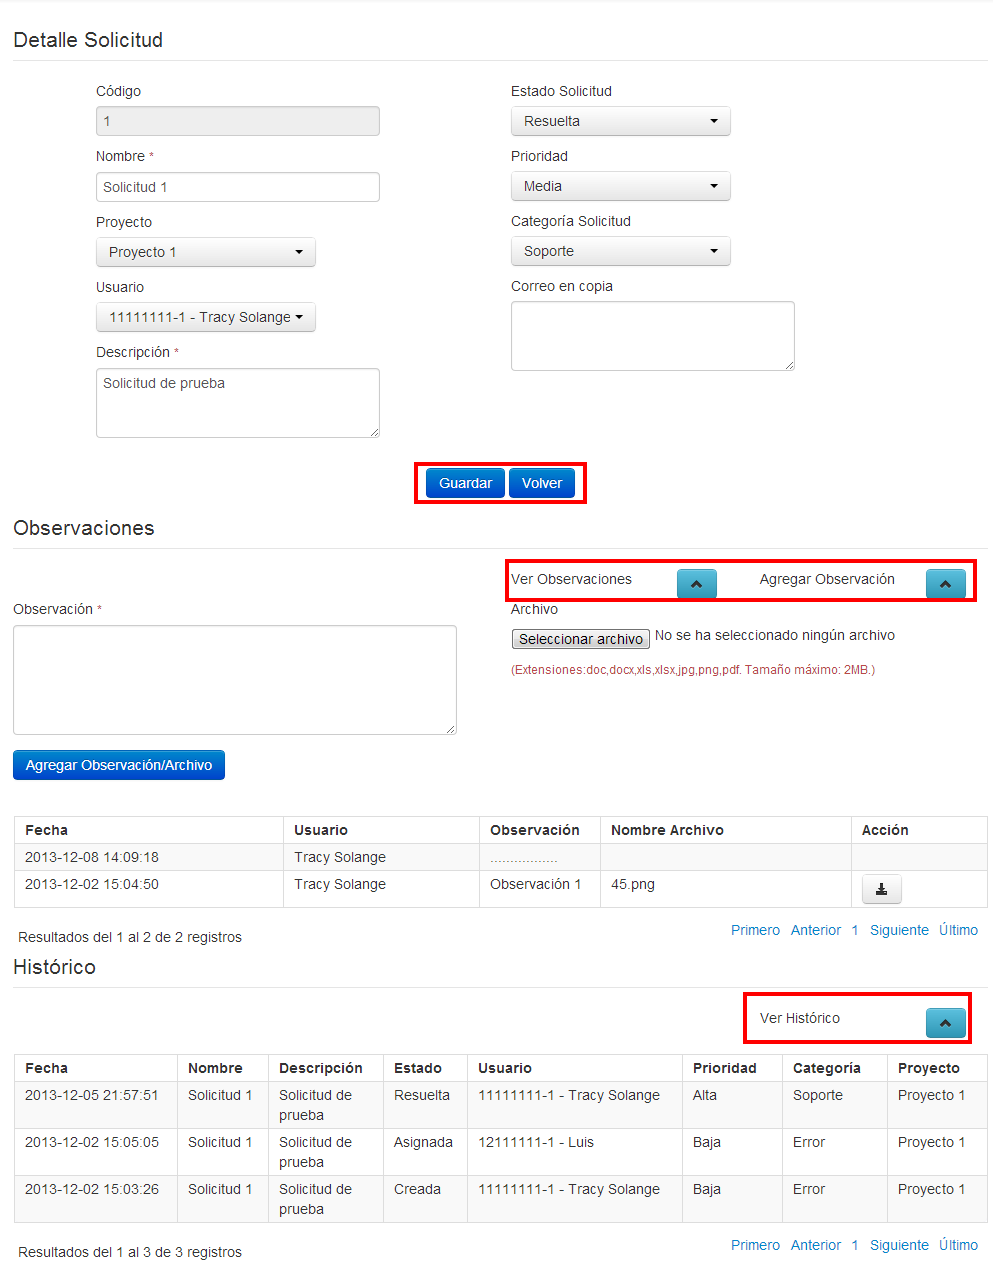 Detalle Solicitud
Código
1
Nombre *
Solicitud 1
Proyecto
Proyecto 1
Usuario
11111111-1 - Tracy Solange
Descripción *
Solicitud de prueba
Estado Solicitud
Resuelta
Prioridad
Media
Categoría Solicitud
Soporte
Correo en copia
Guardar Volver
Observaciones
Ver Observaciones Agregar Observación
Observación *
Archivo
Seleccionar archivo No se ha seleccionado ningún archivo
(Extensiones:doc,docx,xls,xlsx,jpg,png,pdf. Tamaño máximo: 2MB.)
Agregar Observación/Archivo
Fecha Usuario Observación Nombre Archivo Acción
2013-12-08 14:09:18 Tracy Solange .................
2013-12-02 15:04:50 Tracy Solange Observación 1 45.png
Resultados del 1 al 2 de 2 registros
Primero Anterior 1 Siguiente Último
Histórico
Ver Histórico
Fecha Nombre Descripción Estado Usuario Prioridad Categoría Proyecto
2013-12-05 21:57:51 Solicitud 1 Solicitud de prueba Resuelta 11111111-1 - Tracy Solange Alta Soporte Proyecto 1
2013-12-02 15:05:05 Solicitud 1 Solicitud de prueba Asignada 12111111-1 - Luis Baja Error Proyecto 1
2013-12-02 15:03:26 Solicitud 1 Solicitud de prueba Creada 11111111-1 - Tracy Solange Baja Error Proyecto 1
Resultados del 1 al 3 de 3 registros
Primero Anterior 1 Siguiente Último